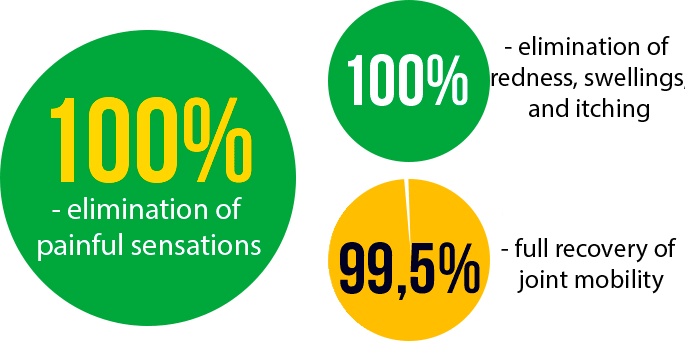 100%
- elimination of
painful sensations
100%
- elimination of
redness, swellings,
and itching
99,5%
- full recovery of
joint mobility